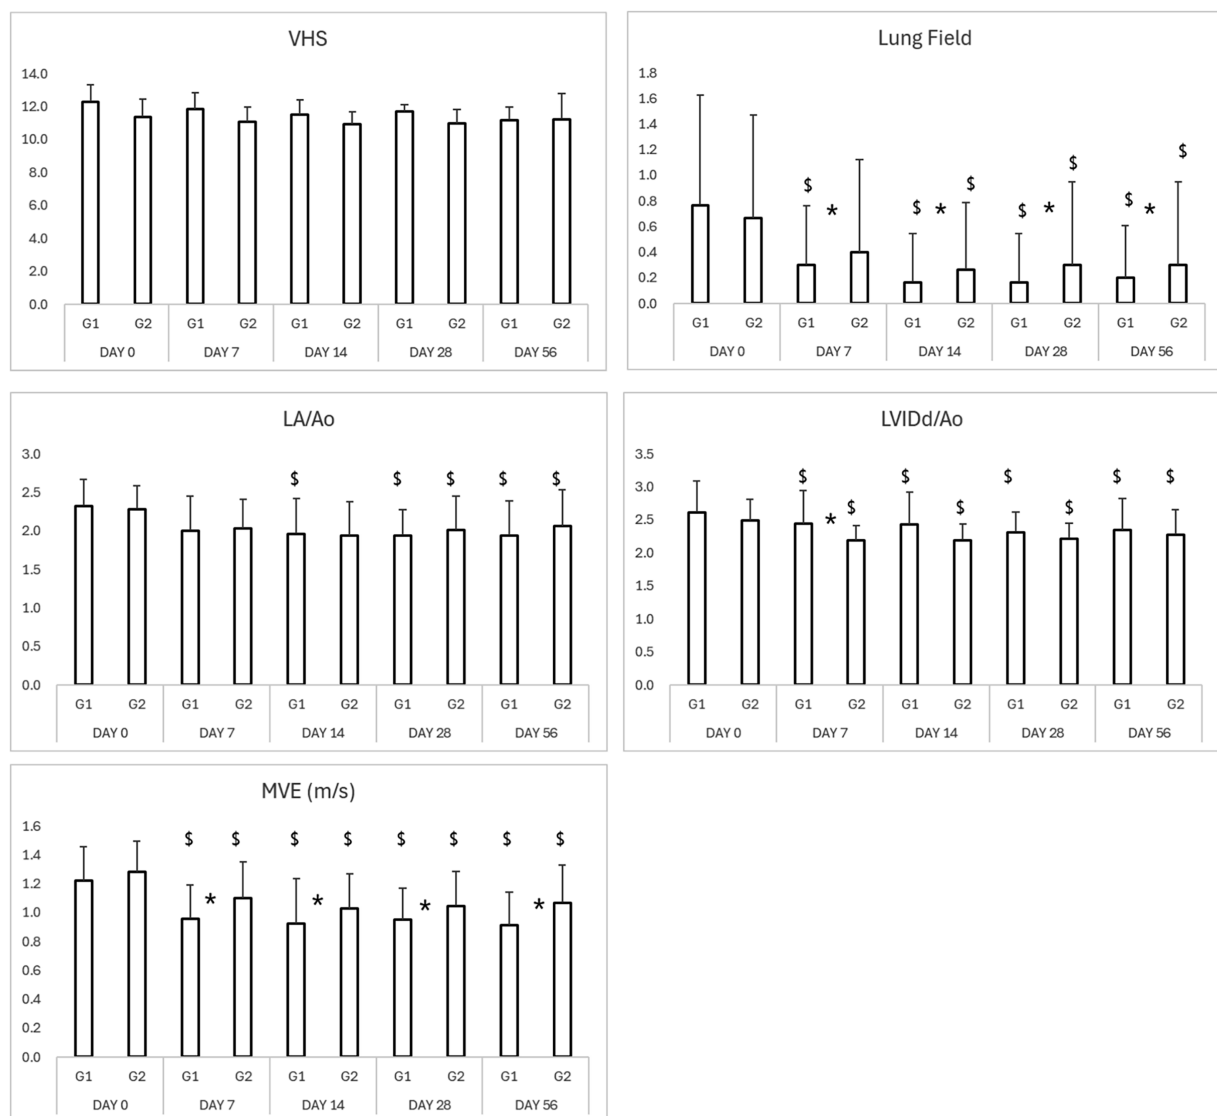 VHS
14.0
12.0
10.0
8.0
6.0
4.0
2.0
0.0
G1 G2 G1 G2 G1 G2 G1 G2 G1 G2
DAY 0 DAY 7 DAY 14 DAY 28 DAY 56
Lung Field
1.8
1.6
1.4
1.2
1.0
0.8
0.6
0.4
0.2
0.0
$ * $ * $ $ * $ $ * $
G1 G2 G1 G2 G1 G2 G1 G2 G1 G2
DAY 0 DAY 7 DAY 14 DAY 28 DAY 56
LA/Ao
3.0
2.5
2.0
1.5
1.0
0.5
0.0
$ $ $ $ $
G1 G2 G1 G2 G1 G2 G1 G2 G1 G2
DAY 0 DAY 7 DAY 14 DAY 28 DAY 56
LVIDd/Ao
3.5
3.0
2.5
2.0
1.5
1.0
0.5
0.0
$ * $ $ $ $ $ $ $
G1 G2 G1 G2 G1 G2 G1 G2 G1 G2
DAY 0 DAY 7 DAY 14 DAY 28 DAY 56
MVE (m/s)
1.6
1.4
1.2
1.0
0.8
0.6
0.4
0.2
0.0
$ $ $ $ $ $ $ $
* * * *
G1 G2 G1 G2 G1 G2 G1 G2 G1 G2
DAY 0 DAY 7 DAY 14 DAY 28 DAY 56